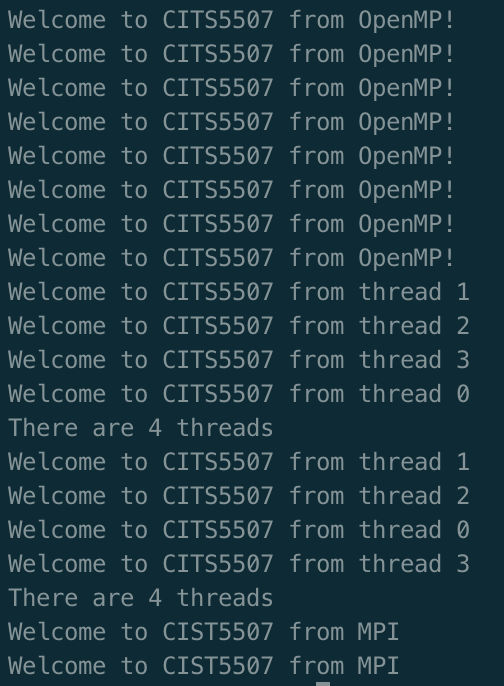 Welcome to CITS5507 from OpenMP!
Welcome to CITS5507 from OpenMP!
Welcome to CITS5507 from OpenMP!
Welcome to CITS5507 from OpenMP!
Welcome to CITS5507 from OpenMP!
Welcome to CITS5507 from OpenMP!
Welcome to CITS5507 from OpenMP!
Welcome to CITS5507 from OpenMP!
Welcome to CITS5507 from thread 1
Welcome to CITS5507 from thread 2
Welcome to CITS5507 from thread 3
Welcome to CITS5507 from thread 0
There are 4 threads
Welcome to CITS5507 from thread 1
Welcome to CITS5507 from thread 2
Welcome to CITS5507 from thread 0
Welcome to CITS5507 from thread 3
There are 4 threads
Welcome to CIST5507 from MPI
Welcome to CIST5507 from MPI